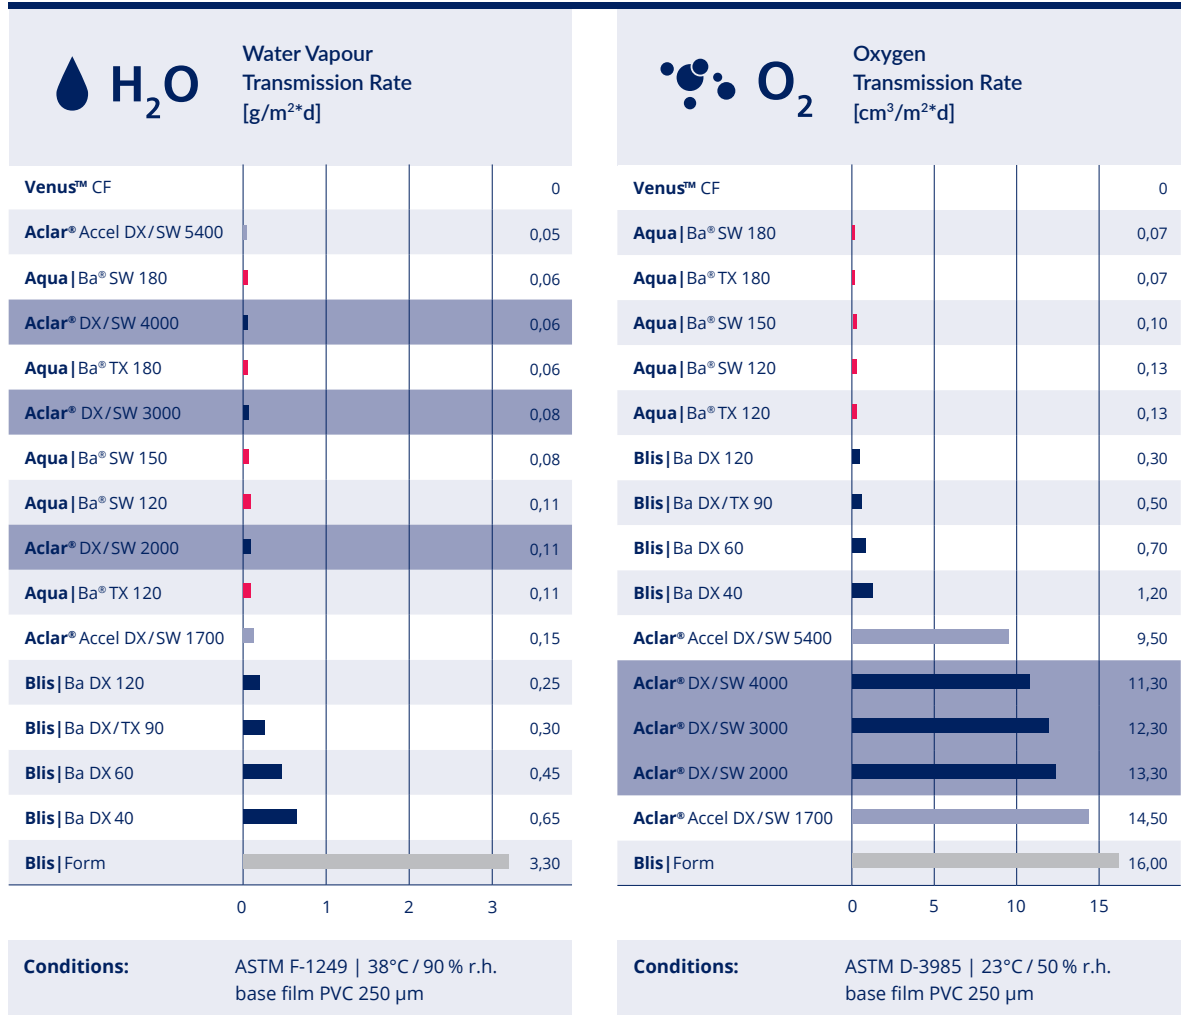 H2O
Water Vapour
Transmission Rate
[g/m²*d]
Venus™ CF 0
Aclar® Accel DX/SW 5400 0,05
Aqua|Ba® SW 180 0,06
Aclar® DX/SW 4000 0,06
Aqua|Ba® TX 180 0,06
Aclar® DX/SW 3000 0,08
Aqua|Ba® SW 150 0,08
Aqua|Ba® SW 120 0,11
Aclar® DX/SW 2000 0,11
Aqua|Ba® TX 120 0,11
Aclar® Accel DX/SW 1700 0,15
Blis|Ba DX 120 0,25
Blis|Ba DX/TX 90 0,30
Blis|Ba DX 60 0,45
Blis|Ba DX 40 0,65
Blis|Form 3,30
0 1 2 3
Conditions: ASTM F-1249 | 38°C / 90 % r.h.
base film PVC 250 µm
O2
Oxygen
Transmission Rate
[cm³/m²*d]
Venus™ CF 0
Aqua|Ba® SW 180 0,07
Aqua|Ba® TX 180 0,07
Aqua|Ba® SW 150 0,10
Aqua|Ba® SW 120 0,13
Aqua|Ba® TX 120 0,13
Blis|Ba DX 120 0,30
Blis|Ba DX/TX 90 0,50
Blis|Ba DX 60 0,70
Blis|Ba DX 40 1,20
Aclar® Accel DX/SW 5400 9,50
Aclar® DX/SW 4000 11,30
Aclar® DX/SW 3000 12,30
Aclar® DX/SW 2000 13,30
Aclar® Accel DX/SW 1700 14,50
Blis|Form 16,00
0 5 10 15
Conditions: ASTM D-3985 | 23°C / 50 % r.h.
base film PVC 250 µm